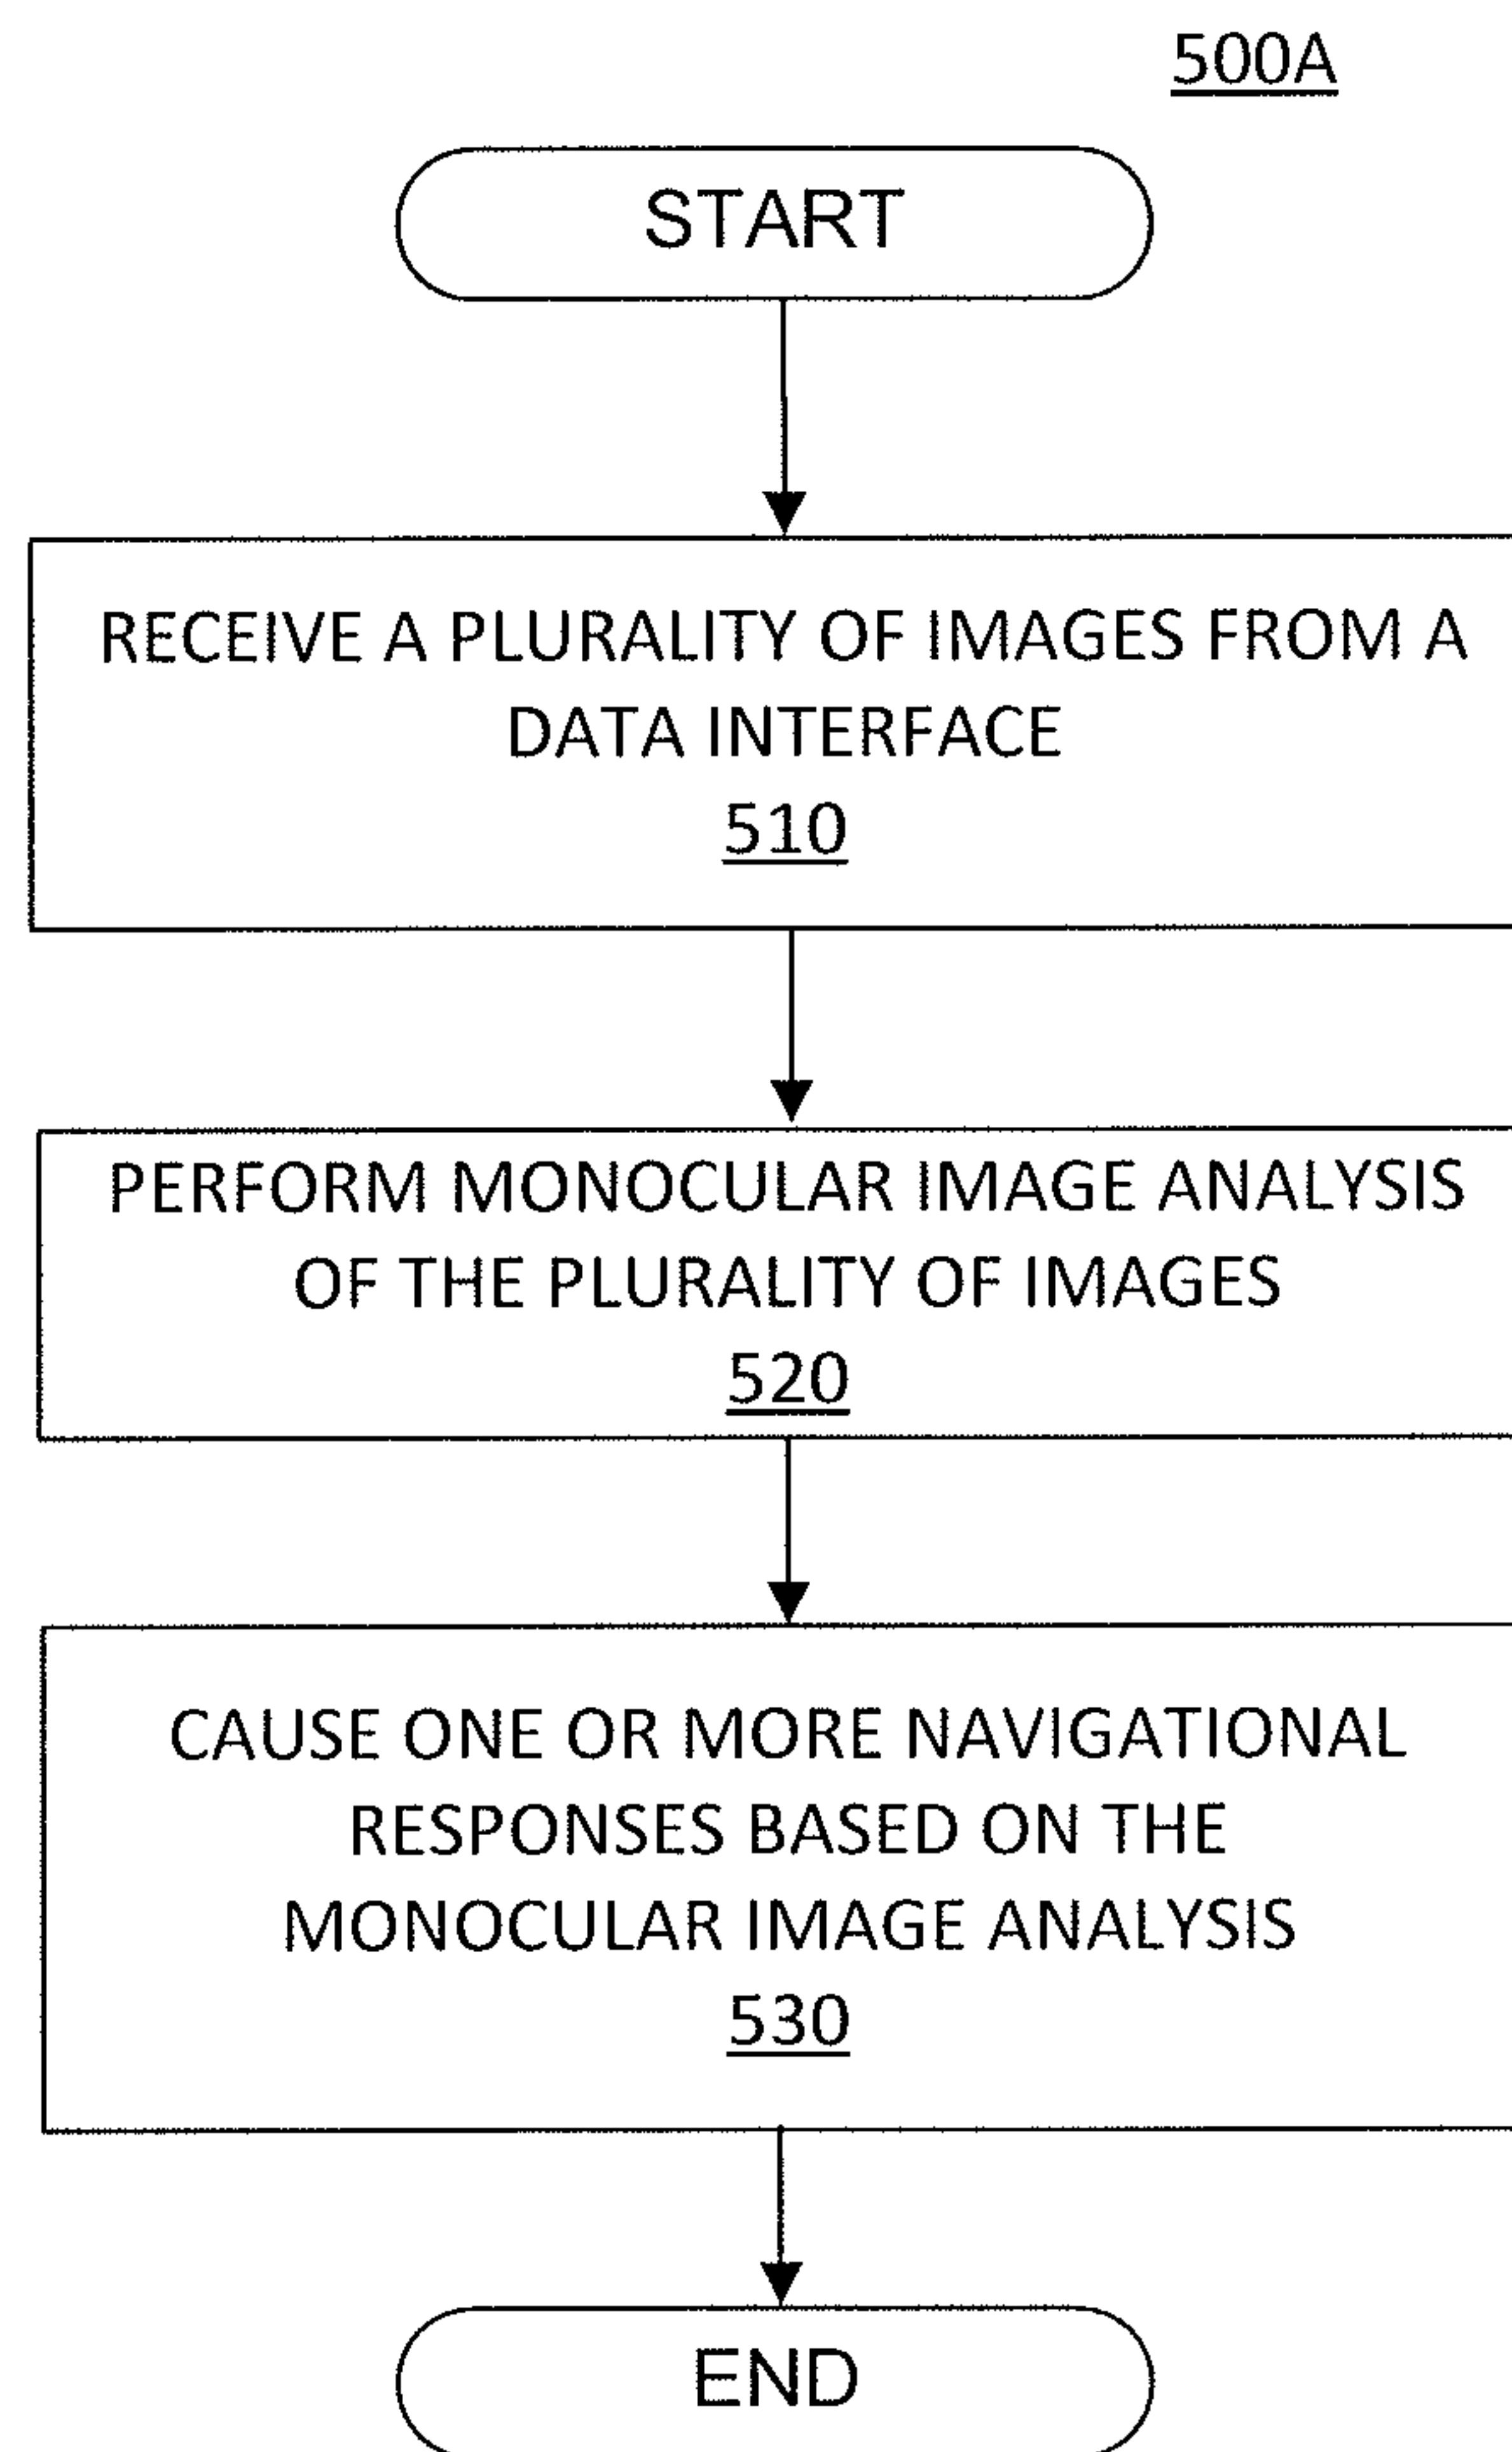 500A
START
RECEIVE A PLURALITY OF IMAGES FROM A
DATA INTERFACE
510
PERFORM MONOCULAR IMAGE ANALYSIS
OF THE PLURALITY OF IMAGES
520
CAUSE ONE OR MORE NAVIGATIONAL
RESPONSES BASED ON THE
MONOCULAR IMAGE ANALYSIS
530
END